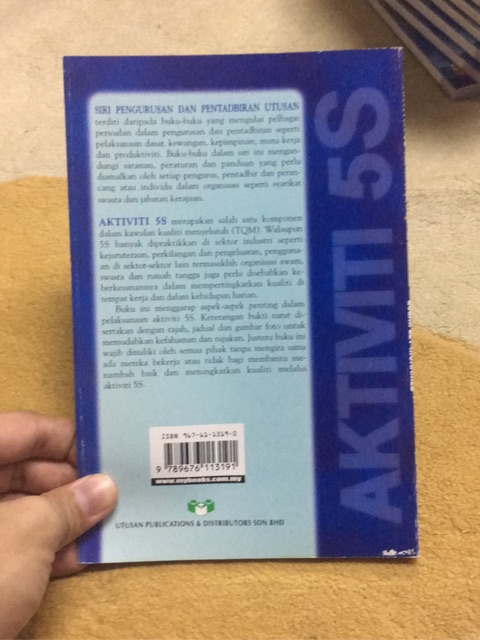 SIRI PENGURUSAN DAN PENTADBIRAN UTUSAN
terdiri daripada buku-buku yang mengulas pelbagai
persoalan dalam pengurusan dan pentadbiran seperti
pelaksanaan dasar, kewangan, kepimpinan, mutu kerja
dan produktiviti. Buku-buku dalam siri ini mengan-
dungi saranan, peraturan dan panduan yang perlu
diamalkan oleh setiap pengurus, pentadbir dan peran-
cang atau individu dalam organisasi seperti syarikat
swasta dan jabatan kerajaan.
AKTIVITI 5S merupakan salah satu komponen
dalam kawalan kualiti menyeluruh (TQM). Walaupun
5S banyak dipraktikkan di sektor industri seperti
kejuruteraan, perkilangan dan pengeluaran, pengguna-
an di sektor-sektor lain termasuklah organisasi awam,
swasta dan rumah tangga juga perlu disebabkan ke-
berkesanannya dalam mempertingkatkan kualiti di
tempat kerja dan dalam kehidupan harian.
Buku ini menggarap aspek-aspek penting dalam
pelaksanaan aktiviti 5S. Keterangan bukti turut di-
sertakan dengan rajah, jadual dan gambar foto untuk
memudahkan kefahaman dan rujukan. Justeru buku ini
wajib dimiliki oleh semua pihak tanpa mengira sama
ada mereka bekerja atau tidak bagi membantu me-
nambah baik dan meningkatkan kualiti melalui
aktiviti 5S.
ISBN 967-61-1319-0
9 789676 113191
www.mybooks.com.my
UTUSAN PUBLICATIONS & DISTRIBUTORS SDN BHD
AKTIVITI 5S